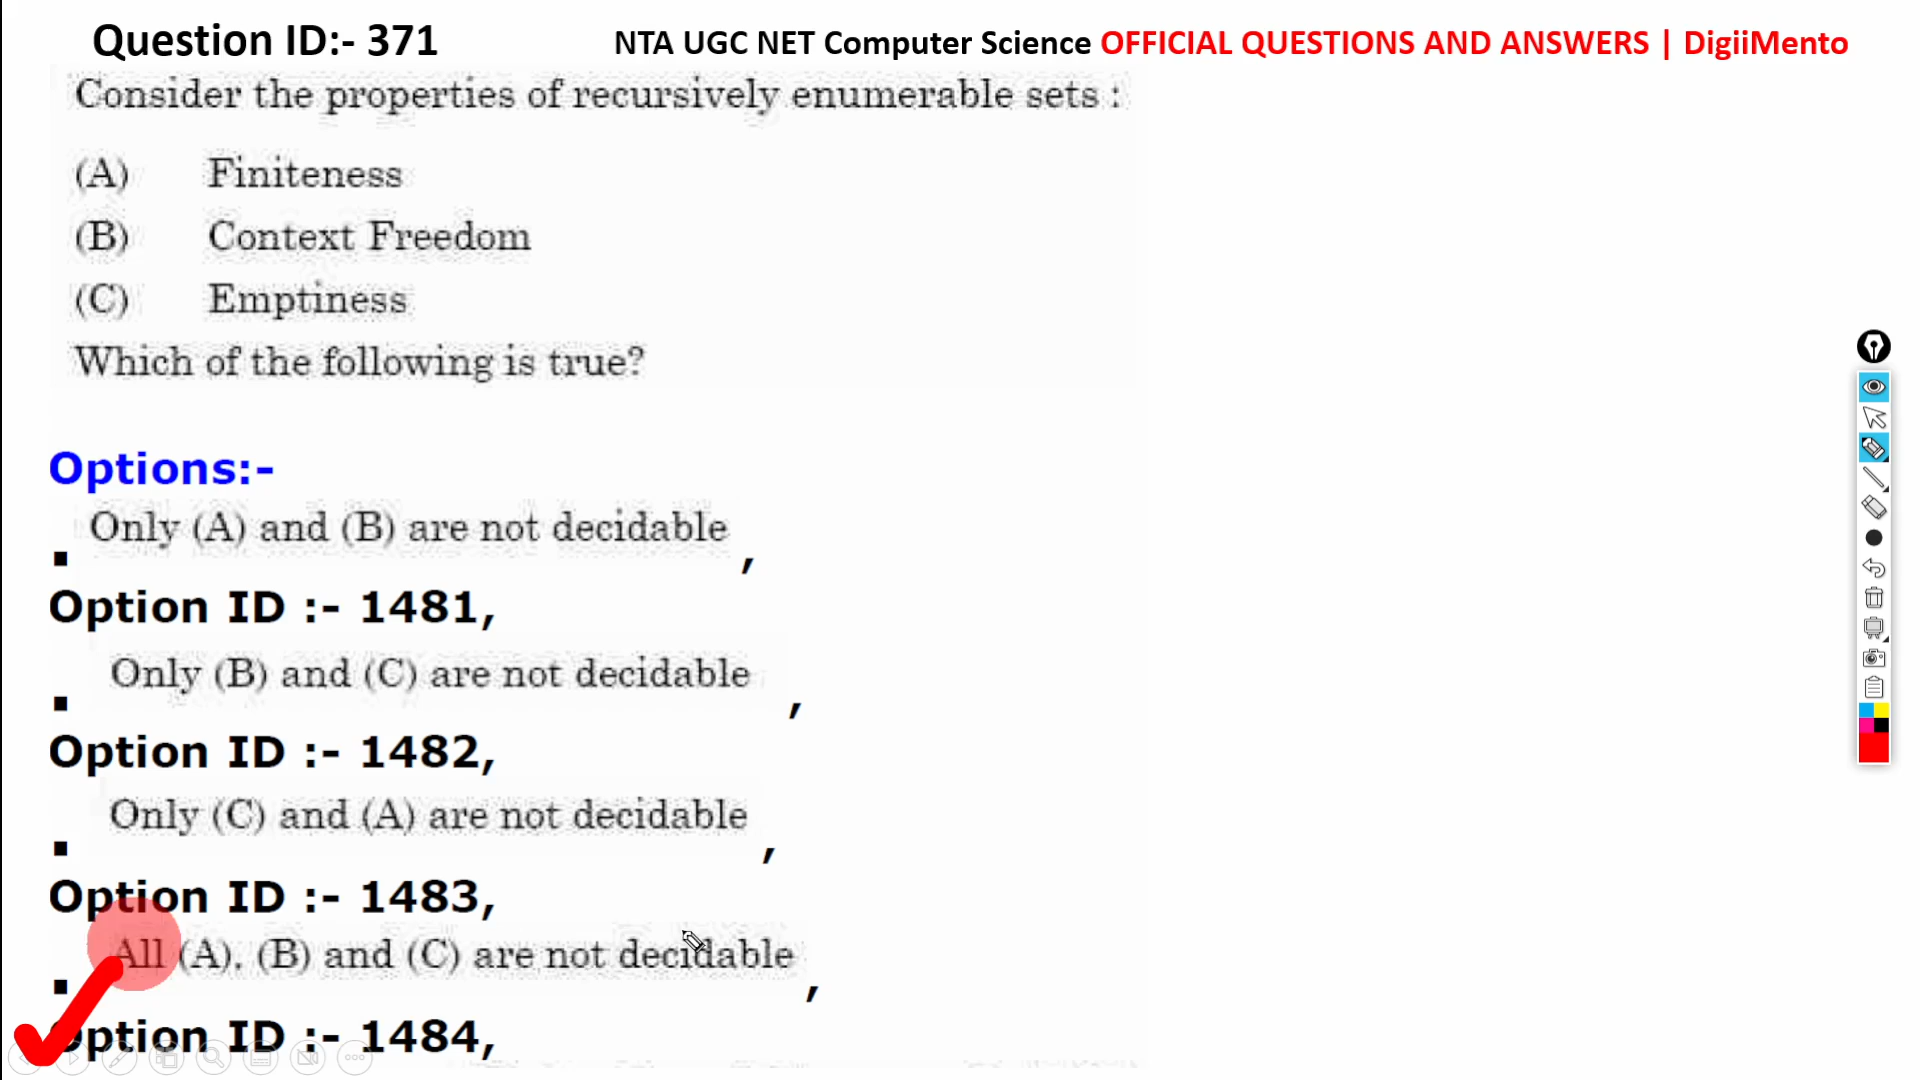 Question ID:- 371
NTA UGC NET Computer Science OFFICIAL QUESTIONS AND ANSWERS | DigiiMento
Consider the properties of recursively enumerable sets :
(A) Finiteness
(B) Context Freedom
(C) Emptiness
Which of the following is true?
Options:-
Only (A) and (B) are not decidable ,
Option ID :- 1481,
Only (B) and (C) are not decidable ,
Option ID :- 1482,
Only (C) and (A) are not decidable ,
Option ID :- 1483,
All (A), (B) and (C) are not decidable ,
Option ID :- 1484,